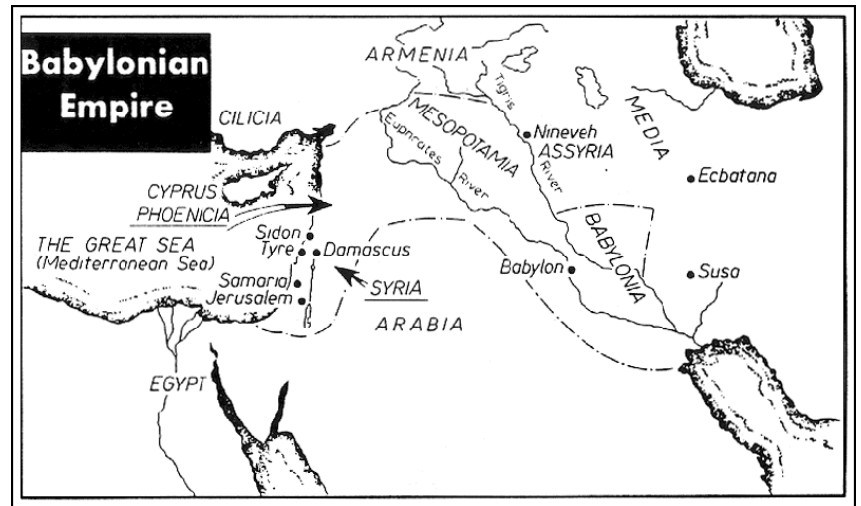 Babylonian
Empire
ARMENIA
CILICIA
Tigris
River
MESOPOTAMIA
Euphrates
River
MEDIA
Nineveh
ASSYRIA
Ecbatana
CYPRUS
PHOENICIA
THE GREAT SEA
(Mediterranean Sea)
Sidon
Tyre
Damascus
Samaria
Jerusalem
SYRIA
ARABIA
BABYLONIA
Babylon
Susa
EGYPT